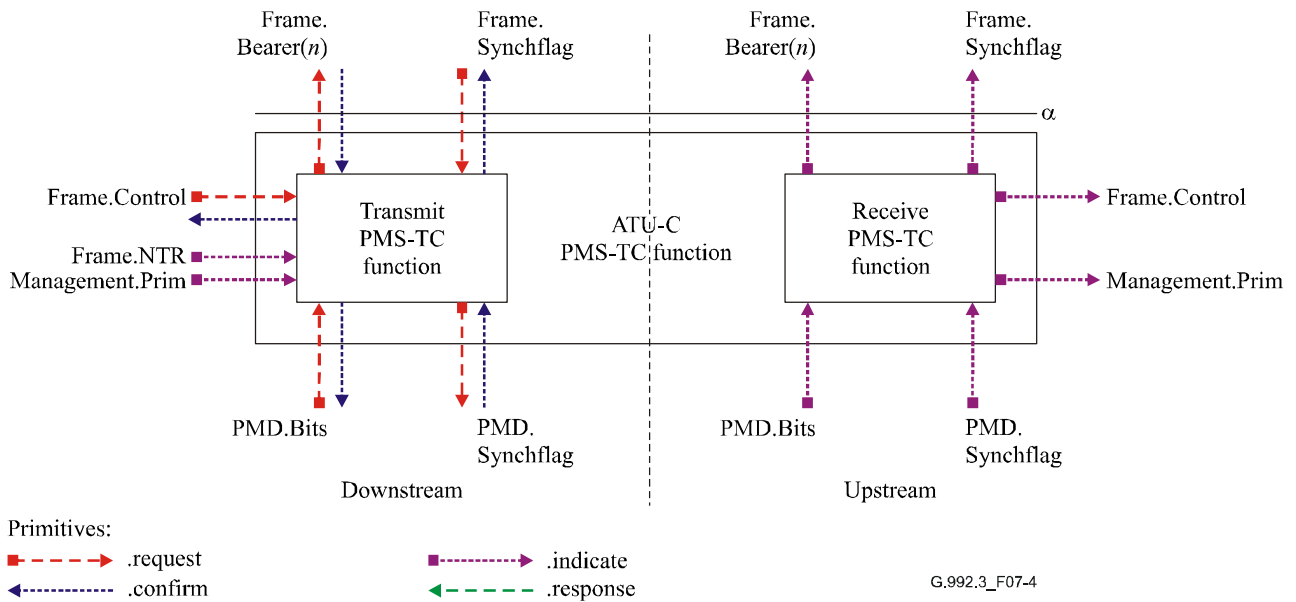 Frame.
Bearer(n)
Frame.
Synchflag
Frame.
Bearer(n)
Frame.
Synchflag
α
Frame.Control
Frame.NTR
Management.Prim
Transmit
PMS-TC
function
ATU-C
PMS-TC function
Receive
PMS-TC
function
Frame.Control
Management.Prim
PMD.Bits
PMD.
Synchflag
PMD.Bits
PMD.
Synchflag
Downstream
Upstream
Primitives:
.request
.indicate
.confirm
.response
G.992.3_F07-4